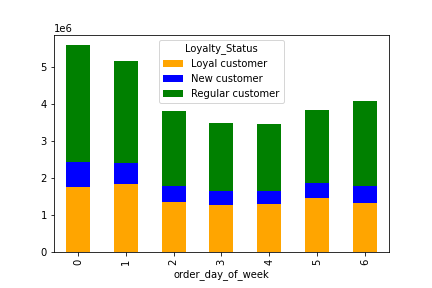 1e6
5
4
3
2
1
0
Loyalty_Status
Loyal customer
New customer
Regular customer
0 1 2 3 4 5 6
order_day_of_week